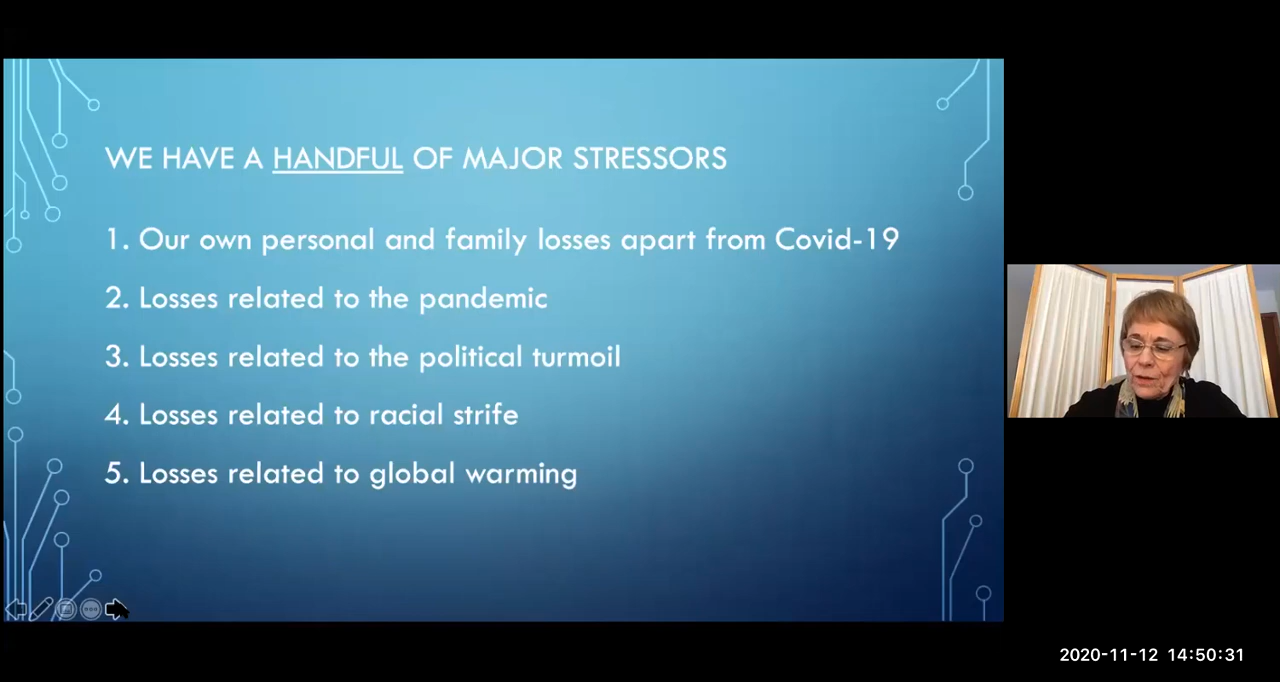 WE HAVE A HANDFUL OF MAJOR STRESSORS
1. Our own personal and family losses apart from Covid-19
2. Losses related to the pandemic
3. Losses related to the political turmoil
4. Losses related to racial strife
5. Losses related to global warming
2020-11-12 14:50:31